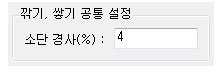 깎기, 쌓기 공통 설정
소단 경사(%) : 4